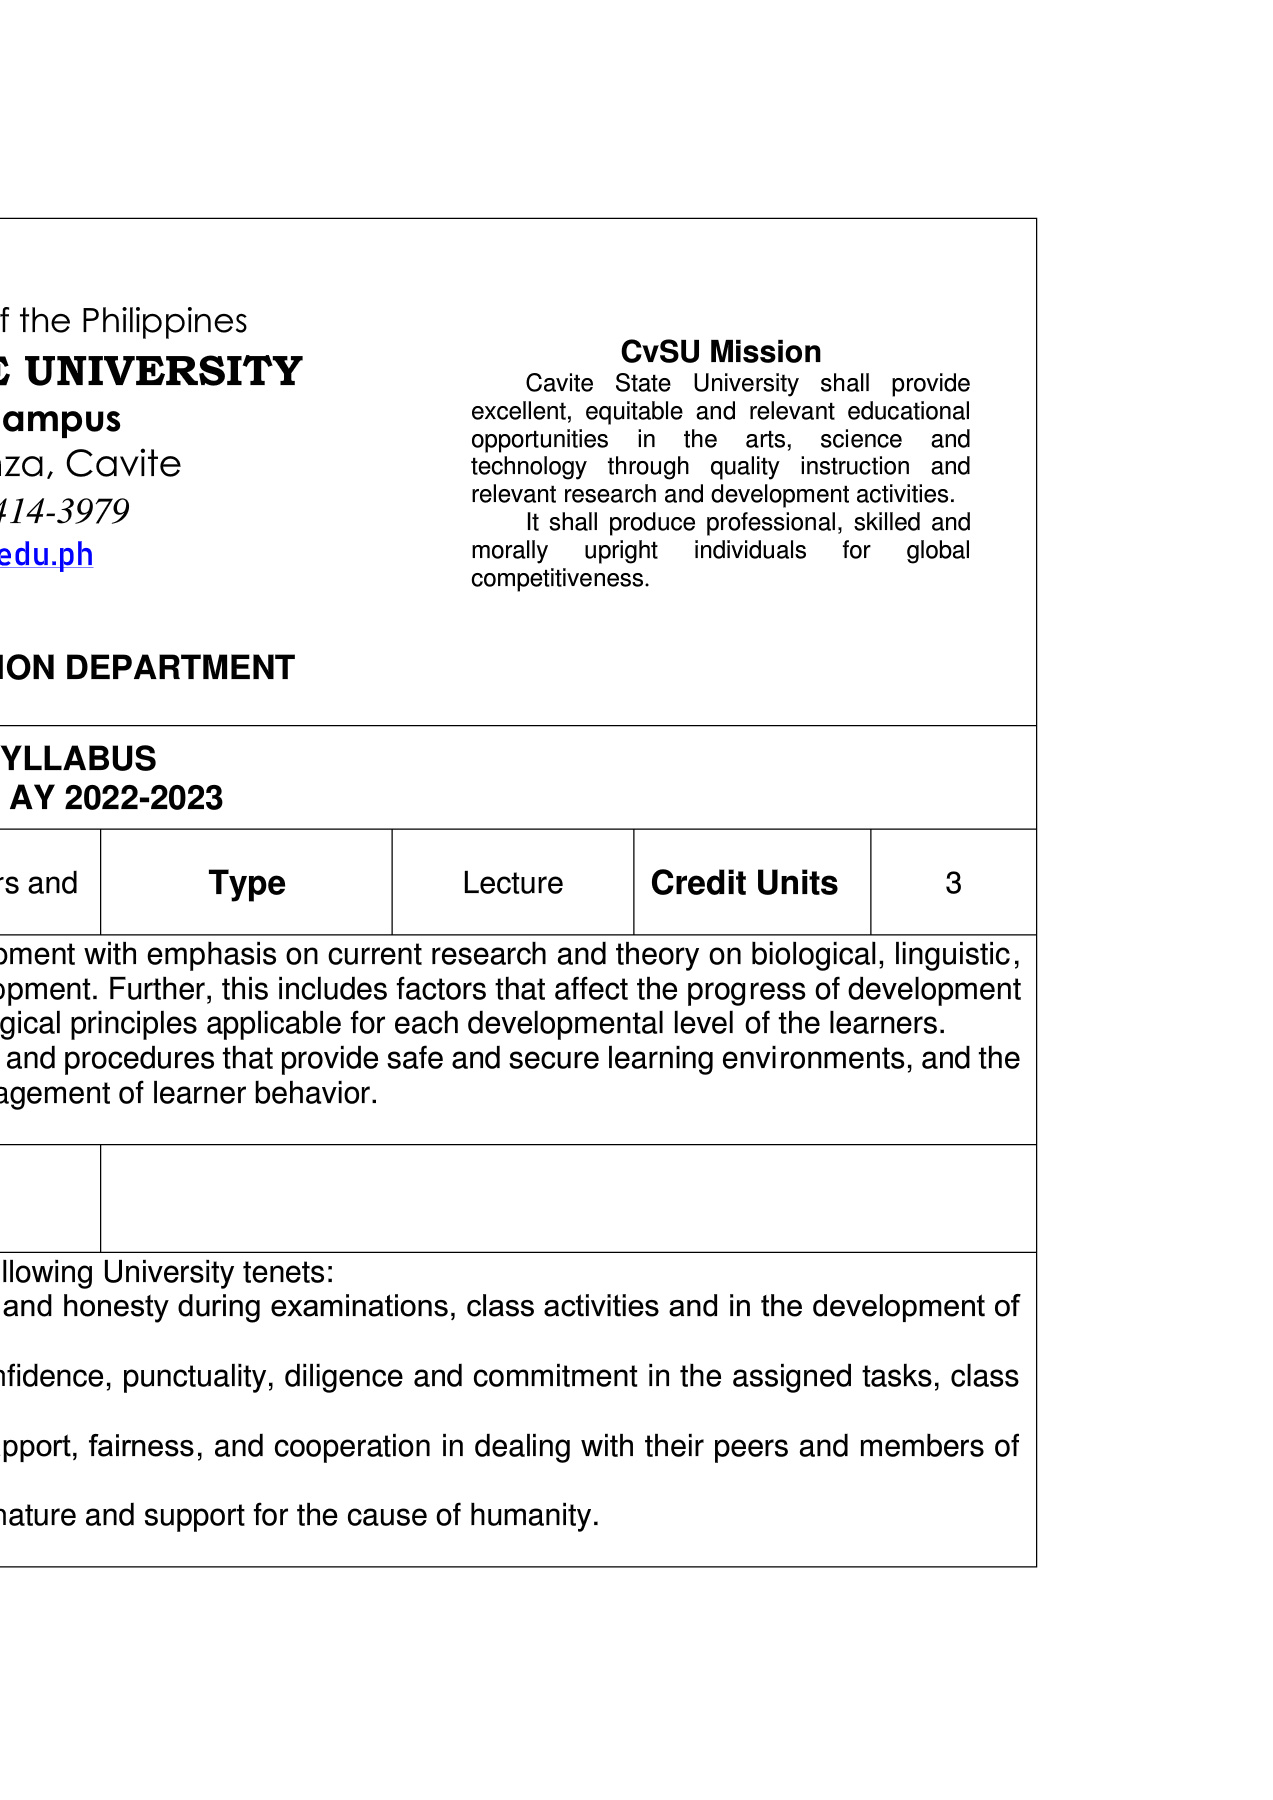 f the Philippines
E UNIVERSITY
ampus
nza, Cavite
414-3979
edu.ph
CvSU Mission
Cavite State University shall provide
excellent, equitable and relevant educational
opportunities in the arts, science and
technology through quality instruction and
relevant research and development activities.
It shall produce professional, skilled and
morally upright individuals for global
competitiveness.
ION DEPARTMENT
YLLABUS
AY 2022-2023
rs and
Type
Lecture
Credit Units
3
pment with emphasis on current research and theory on biological, linguistic,
opment. Further, this includes factors that affect the progress of development
gical principles applicable for each developmental level of the learners.
and procedures that provide safe and secure learning environments, and the
agement of learner behavior.
llowing University tenets:
and honesty during examinations, class activities and in the development of
nfidence, punctuality, diligence and commitment in the assigned tasks, class
pport, fairness, and cooperation in dealing with their peers and members of
nature and support for the cause of humanity.